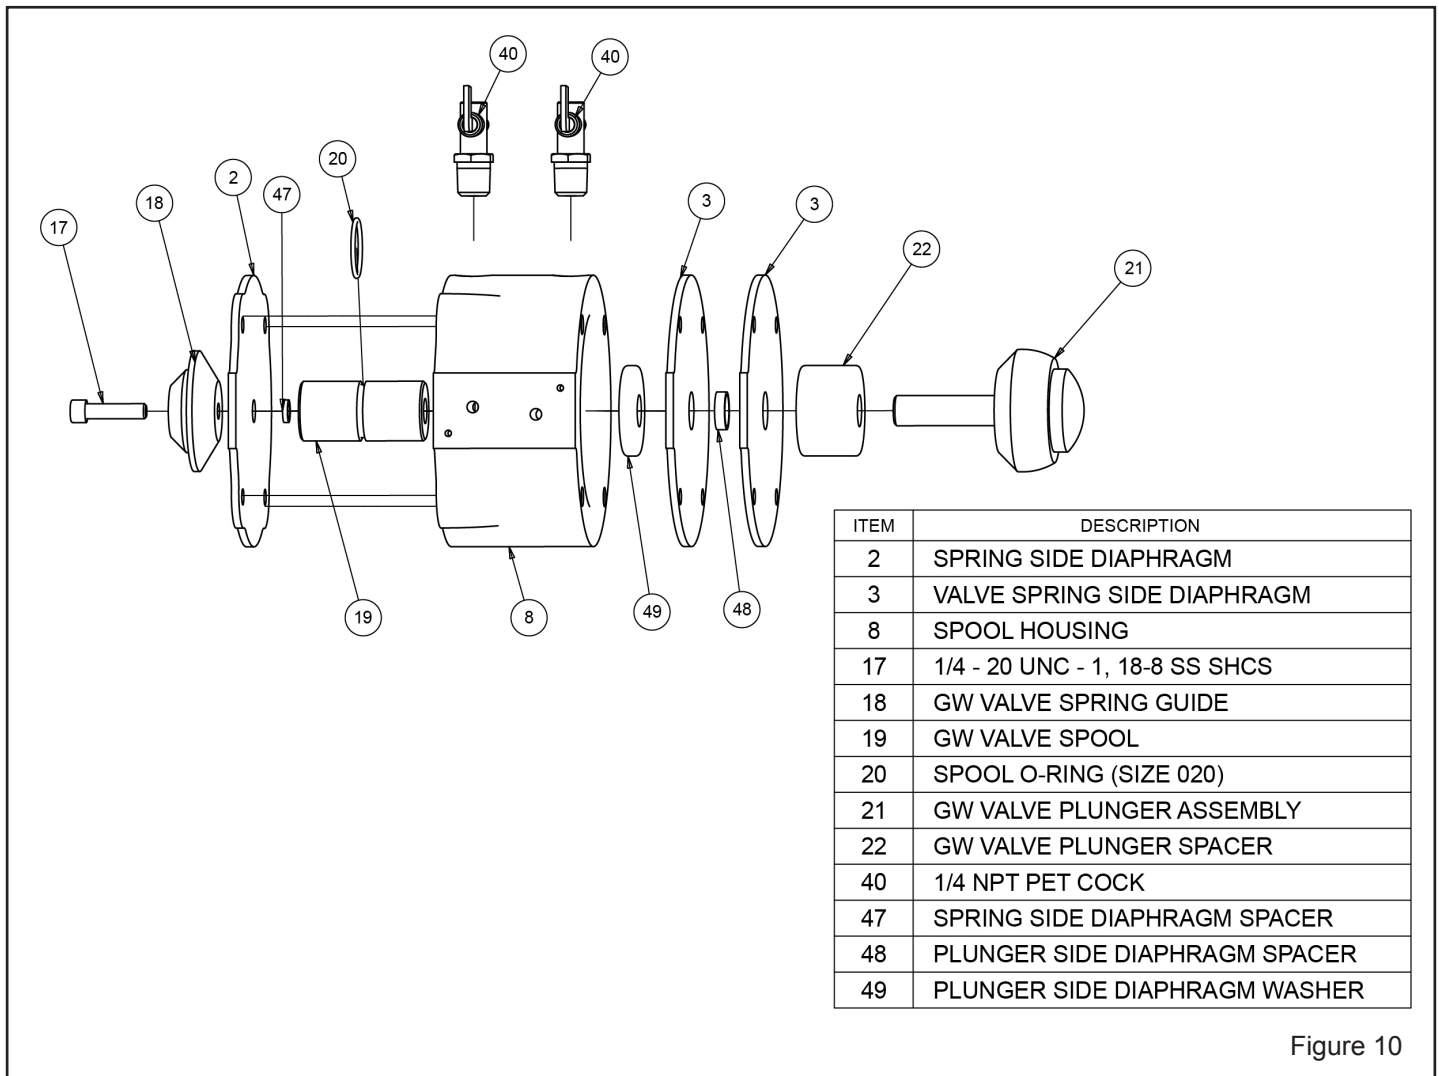 40
40
20
2
47
18
17
3
3
22
21
19
8
49
48
ITEM DESCRIPTION
2 SPRING SIDE DIAPHRAGM
3 VALVE SPRING SIDE DIAPHRAGM
8 SPOOL HOUSING
17 1/4 - 20 UNC - 1, 18-8 SS SHCS
18 GW VALVE SPRING GUIDE
19 GW VALVE SPOOL
20 SPOOL O-RING (SIZE 020)
21 GW VALVE PLUNGER ASSEMBLY
22 GW VALVE PLUNGER SPACER
40 1/4 NPT PET COCK
47 SPRING SIDE DIAPHRAGM SPACER
48 PLUNGER SIDE DIAPHRAGM SPACER
49 PLUNGER SIDE DIAPHRAGM WASHER
Figure 10